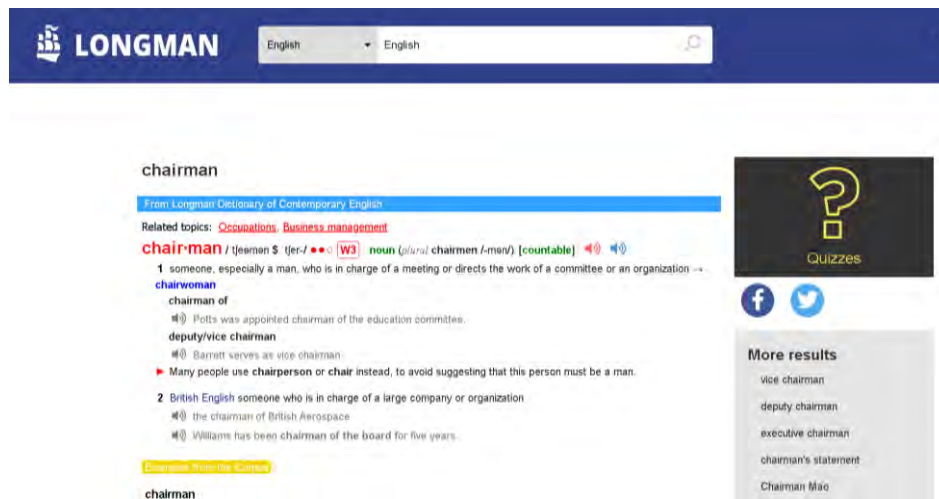 LONGMAN
English English
chairman
From Longman Dictionary of Contemporary English
Related topics: Occupations, Business management
chair·man / tʃeəmən $ tʃer-/ ●●○ W3 noun (plural chairmen /-mən/) [countable]
1 someone, especially a man, who is in charge of a meeting or directs the work of a committee or an organization →
chairwoman
chairman of
Potts was appointed chairman of the education committee.
deputy/vice chairman
Barrett serves as vice chairman
► Many people use chairperson or chair instead, to avoid suggesting that this person must be a man.
2 British English someone who is in charge of a large company or organization
the chairman of British Aerospace
Williams has been chairman of the board for five years.
Examples from the Corpus
chairman
?
Quizzes
f
More results
vice chairman
deputy chairman
executive chairman
chairman's statement
Chairman Mao